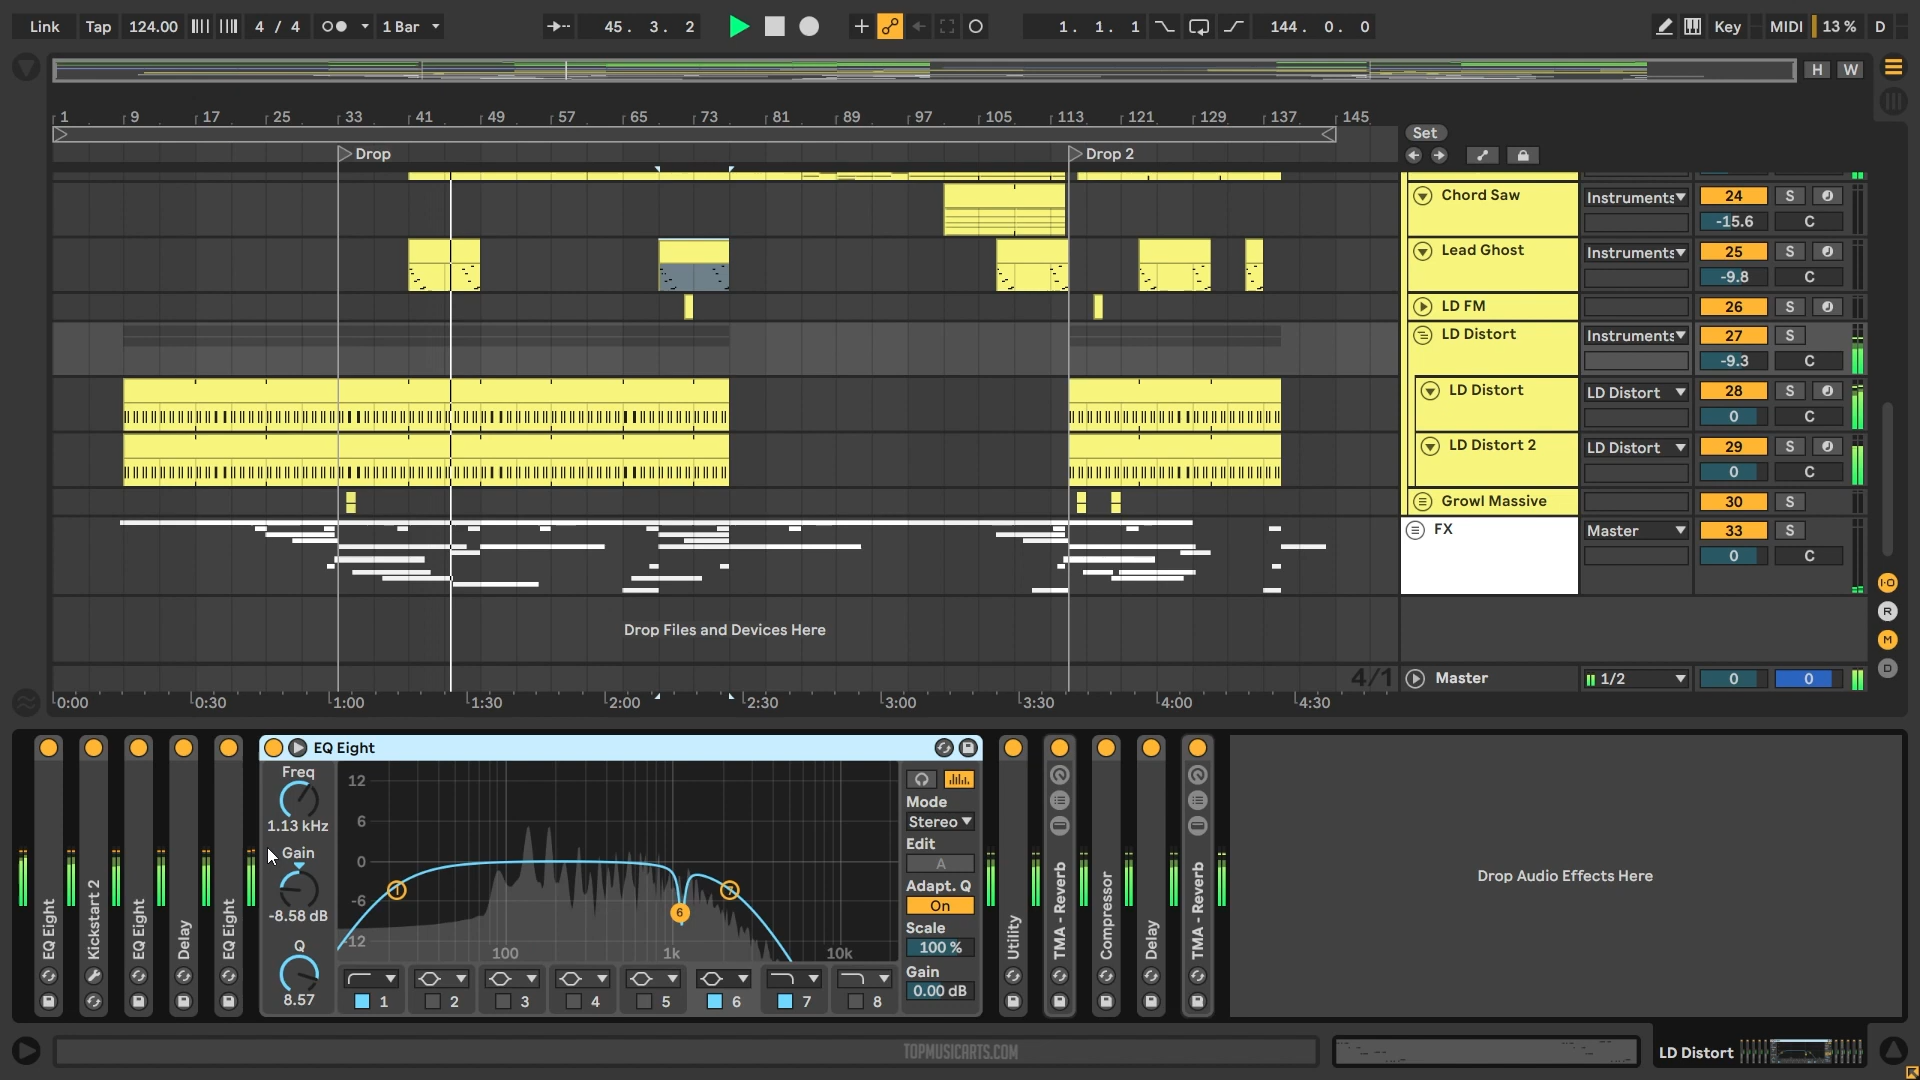 Link Tap 124.00 4 / 4 1 Bar 45. 3. 2 1. 1. 1 144. 0. 0 Key MIDI 13 % D
H W
1 9 17 25 33 41 49 57 65 73 81 89 97 105 113 121 129 137 145
Set
Drop Drop 2
Chord Saw Instruments 24 S
-15.6 C
Lead Ghost Instruments 25 S
-9.8 C
LD FM 26 S
LD Distort Instruments 27 S
-9.3 C
LD Distort LD Distort 28 S
0 C
LD Distort 2 LD Distort 29 S
0 C
Growl Massive 30 S
FX Master 33 S
0 C
I·O
R
M
D
Drop Files and Devices Here
4/1 Master 1/2 0 0
0:00 0:30 1:00 1:30 2:00 2:30 3:00 3:30 4:00 4:30
EQ Eight
Kickstart 2
EQ Eight
Delay
EQ Eight
EQ Eight
Freq
1.13 kHz
Gain
-8.58 dB
Q
8.57
12
6
0
-6
-12
100 1k 10k
1 6 7
1 2 3 4 5 6 7 8
Mode
Stereo
Edit
A
Adapt. Q
On
Scale
100 %
Gain
0.00 dB
Utility
TMA - Reverb
Compressor
Delay
TMA - Reverb
Drop Audio Effects Here
TOPMUSICARTS.COM
LD Distort